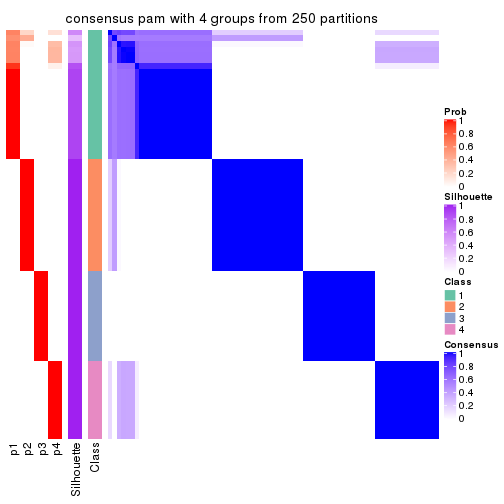 consensus pam with 4 groups from 250 partitions
Prob
1
0.8
0.6
0.4
0.2
0
Silhouette
1
0.8
0.6
0.4
0.2
0
Class
1
2
3
4
Consensus
1
0.8
0.6
0.4
0.2
0
p1
p2
p3
p4
Silhouette
Class